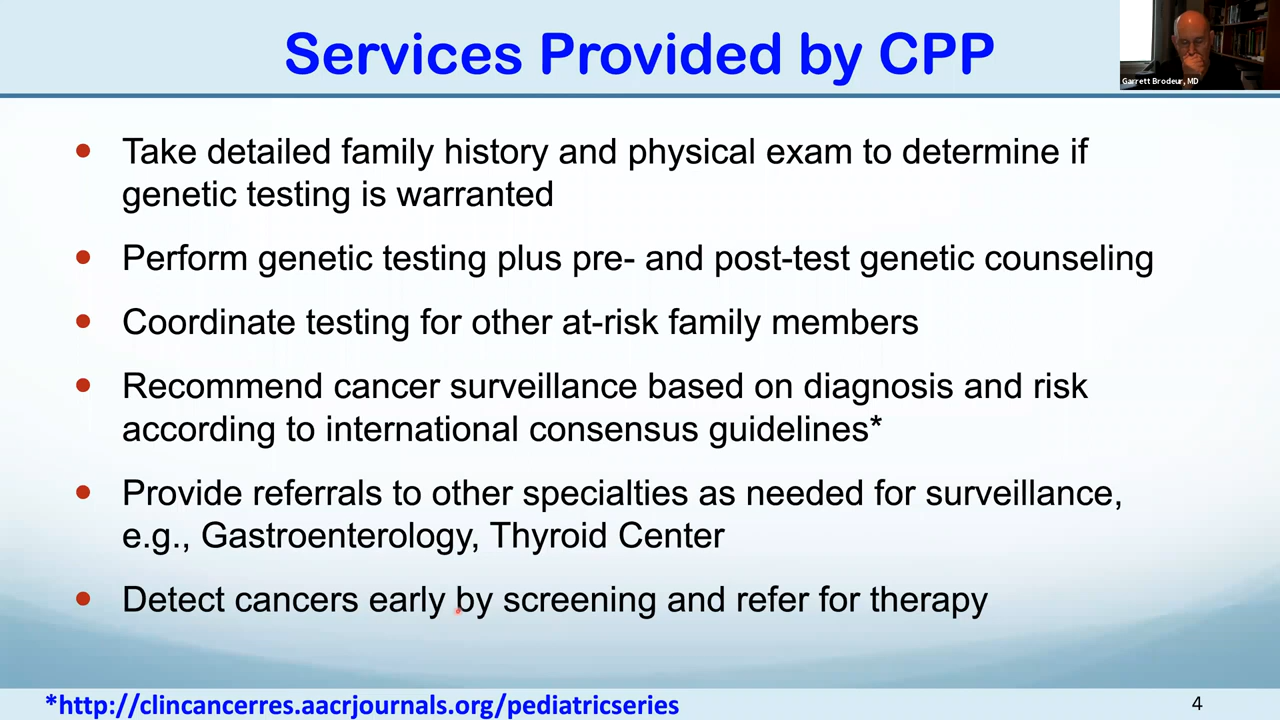 Services Provided by CPP
Garrett Brodeur, MD
• Take detailed family history and physical exam to determine if
genetic testing is warranted
• Perform genetic testing plus pre- and post-test genetic counseling
• Coordinate testing for other at-risk family members
• Recommend cancer surveillance based on diagnosis and risk
according to international consensus guidelines*
• Provide referrals to other specialties as needed for surveillance,
e.g., Gastroenterology, Thyroid Center
• Detect cancers early by screening and refer for therapy
*http://clincancerres.aacrjournals.org/pediatricseries
4